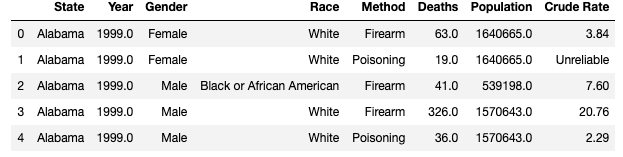 State Year Gender Race Method Deaths Population Crude Rate
0 Alabama 1999.0 Female White Firearm 63.0 1640665.0 3.84
1 Alabama 1999.0 Female White Poisoning 19.0 1640665.0 Unreliable
2 Alabama 1999.0 Male Black or African American Firearm 41.0 539198.0 7.60
3 Alabama 1999.0 Male White Firearm 326.0 1570643.0 20.76
4 Alabama 1999.0 Male White Poisoning 36.0 1570643.0 2.29